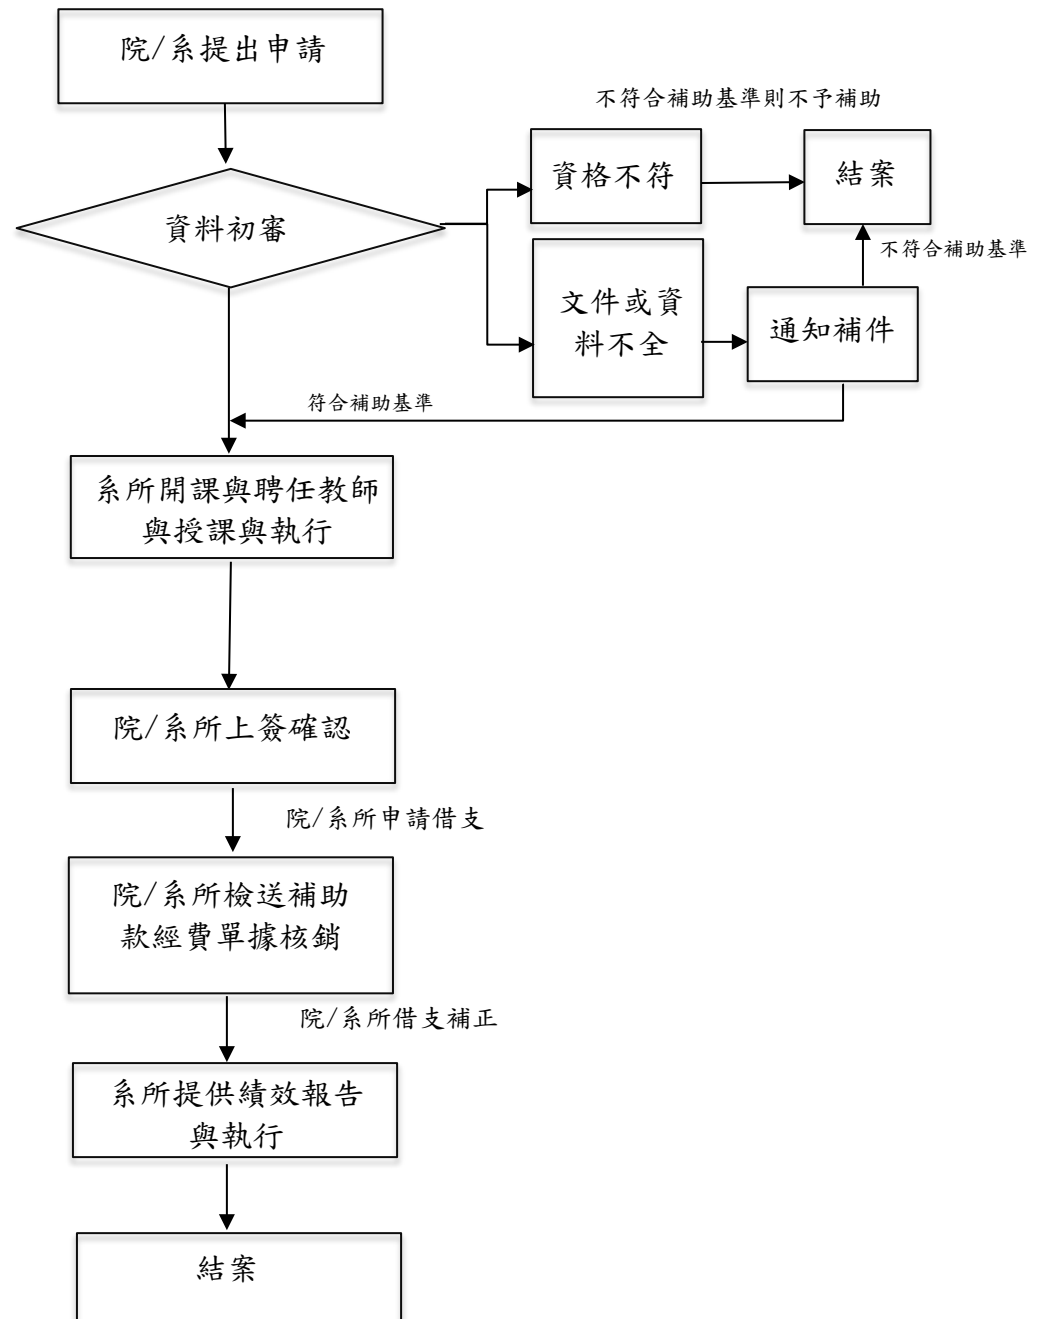 院/系提出申請
不符合補助基準則不予補助
資格不符
結案
資料初審
不符合補助基準
文件或資
料不全
通知補件
符合補助基準
系所開課與聘任教師
與授課與執行
院/系所上簽確認
院/系所申請借支
院/系所檢送補助
款經費單據核銷
院/系所借支補正
系所提供績效報告
與執行
結案